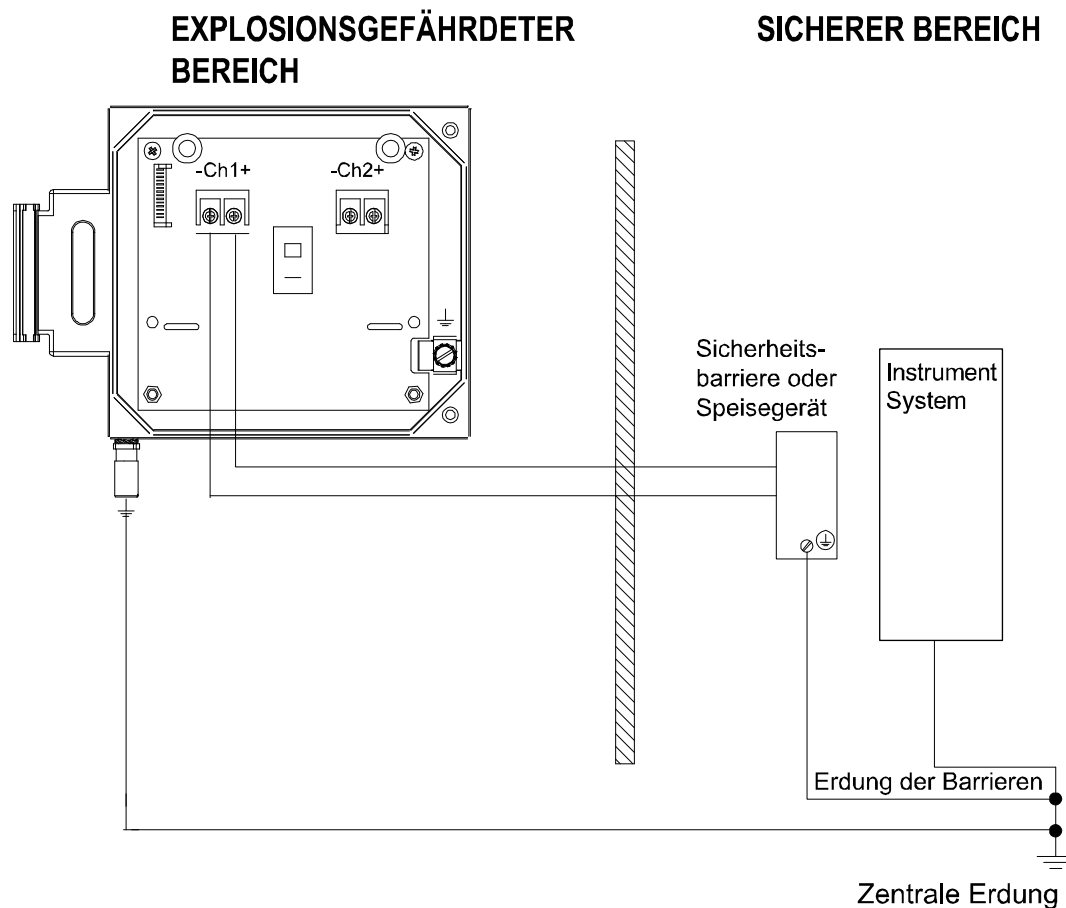 EXPLOSIONSGEFÄHRDETER
BEREICH
SICHERER BEREICH
-Ch1+
-Ch2+
Sicherheits-
barriere oder
Speisegerät
Instrument
System
Erdung der Barrieren
Zentrale Erdung